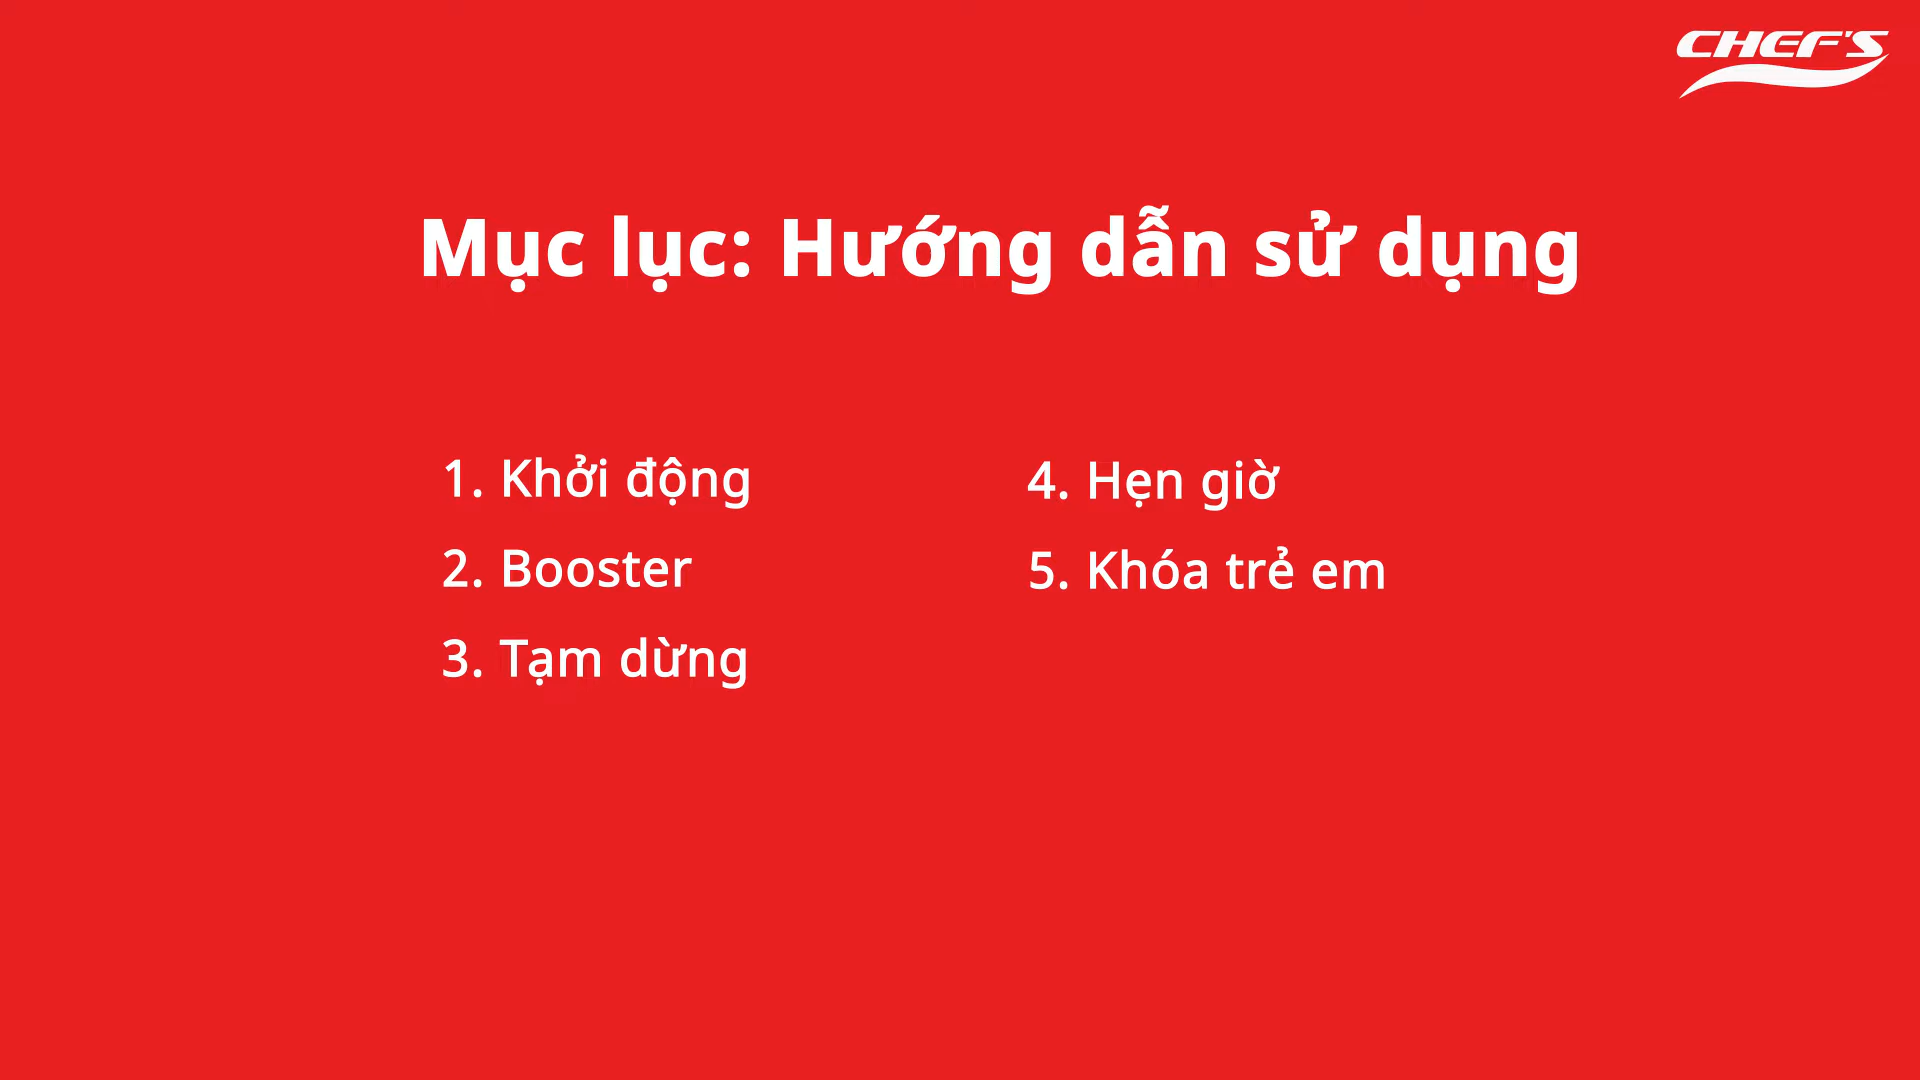 CHEF'S
Mục lục: Hướng dẫn sử dụng
1. Khởi động
2. Booster
3. Tạm dừng
4. Hẹn giờ
5. Khóa trẻ em